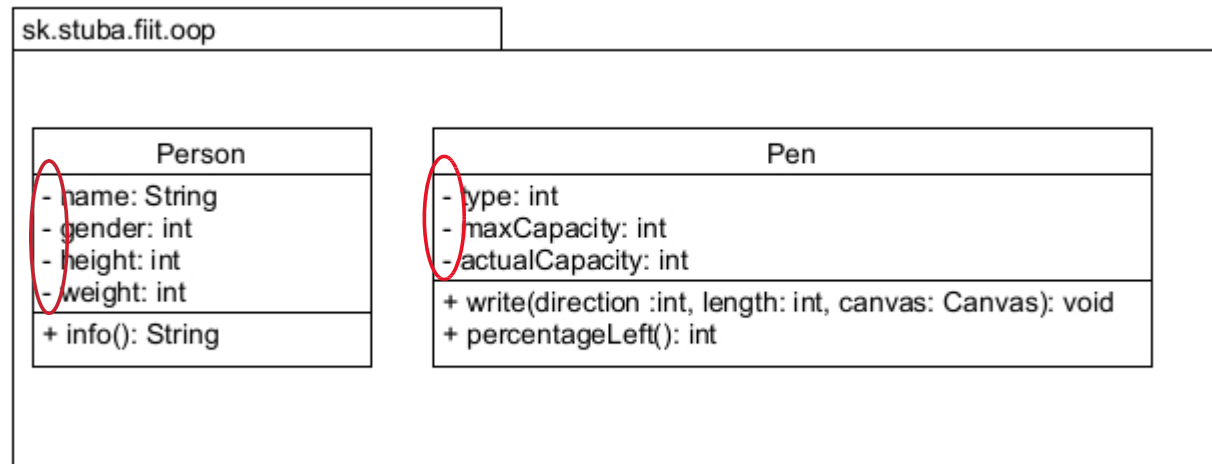 sk.stuba.fiit.oop
Person
- name: String
- gender: int
- height: int
- weight: int
+ info(): String
Pen
- type: int
- maxCapacity: int
- actualCapacity: int
+ write(direction :int, length: int, canvas: Canvas): void
+ percentageLeft(): int